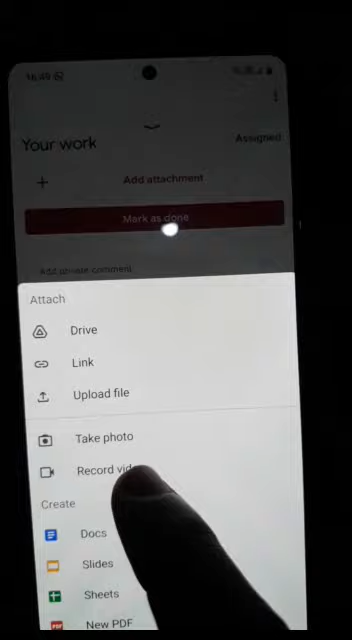 16:49
Your work
Assigned
Add attachment
Mark as done
Add private comment
Attach
Drive
Link
Upload file
Take photo
Record vid
Create
Docs
Slides
Sheets
PDF New PDF